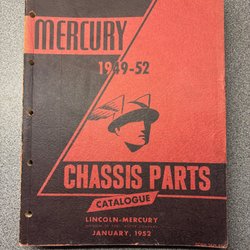 MERCURY
1949-52
CHASSIS PARTS
CATALOGUE
LINCOLN-MERCURY
JANUARY, 1952